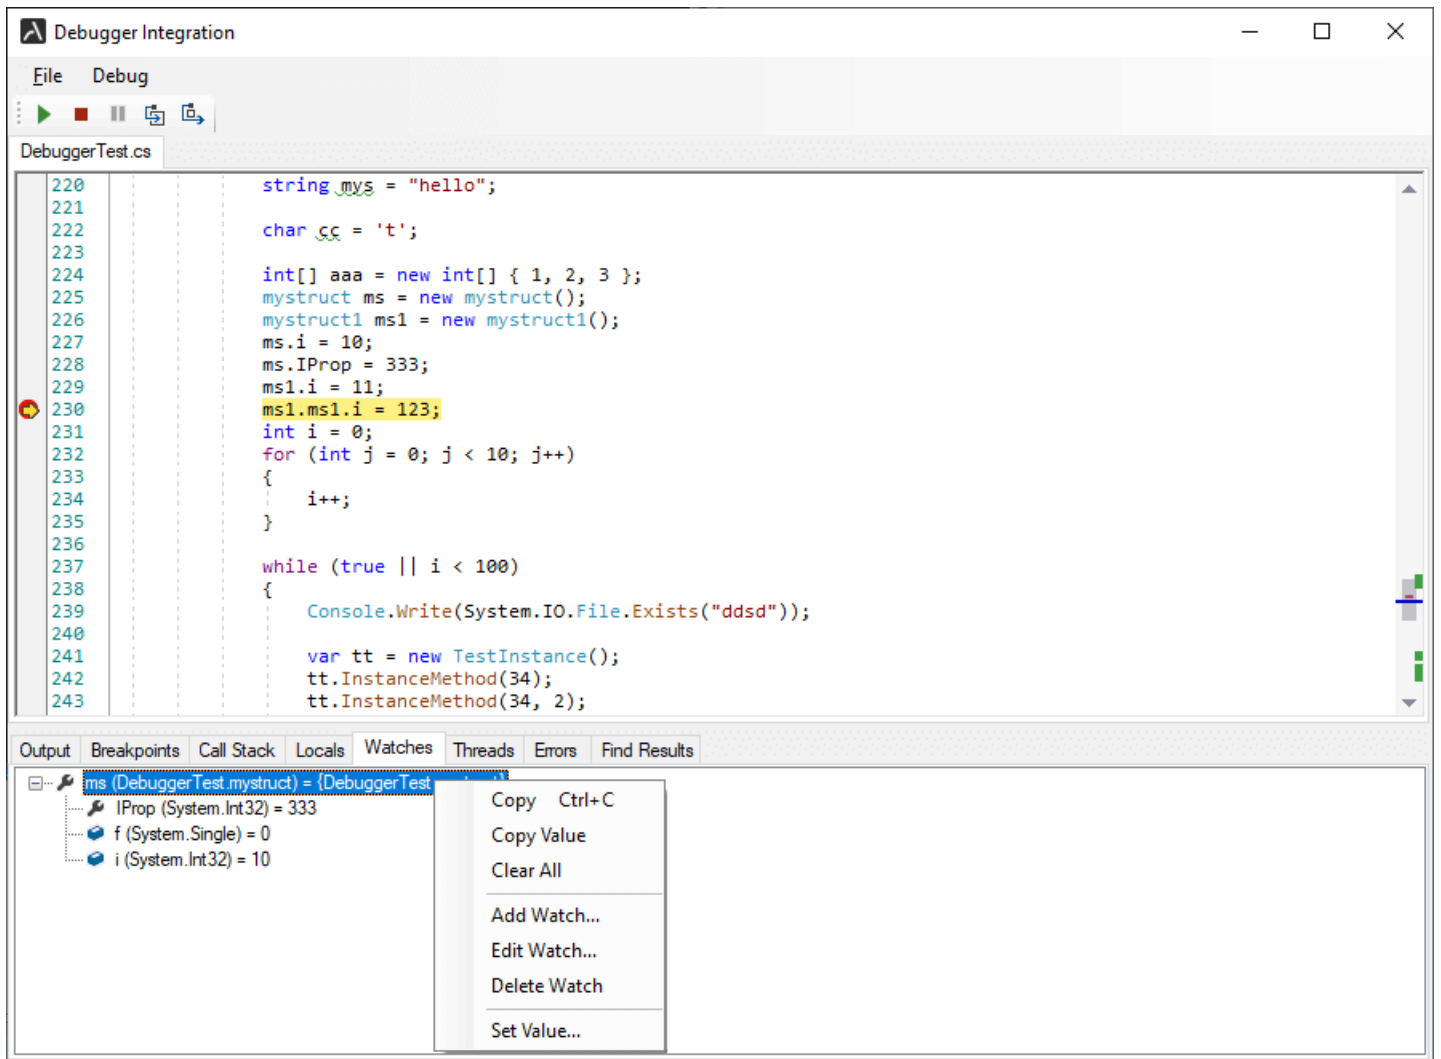 Debugger Integration
File Debug
DebuggerTest.cs
220 string mys = "hello";
221
222 char cc = 't';
223
224 int[] aaa = new int[] { 1, 2, 3 };
225 mystruct ms = new mystruct();
226 mystruct1 ms1 = new mystruct1();
227 ms.i = 10;
228 ms.IProp = 333;
229 ms1.i = 11;
230 ms1.ms1.i = 123;
231 int i = 0;
232 for (int j = 0; j < 10; j++)
233 {
234 i++;
235 }
236
237 while (true || i < 100)
238 {
239 Console.Write(System.IO.File.Exists("ddsd"));
240
241 var tt = new TestInstance();
242 tt.InstanceMethod(34);
243 tt.InstanceMethod(34, 2);
Output Breakpoints Call Stack Locals Watches Threads Errors Find Results
ms (DebuggerTest.mystruct) = {DebuggerTest
IProp (System.Int32) = 333
f (System.Single) = 0
i (System.Int32) = 10
Copy Ctrl+C
Copy Value
Clear All
Add Watch...
Edit Watch...
Delete Watch
Set Value...